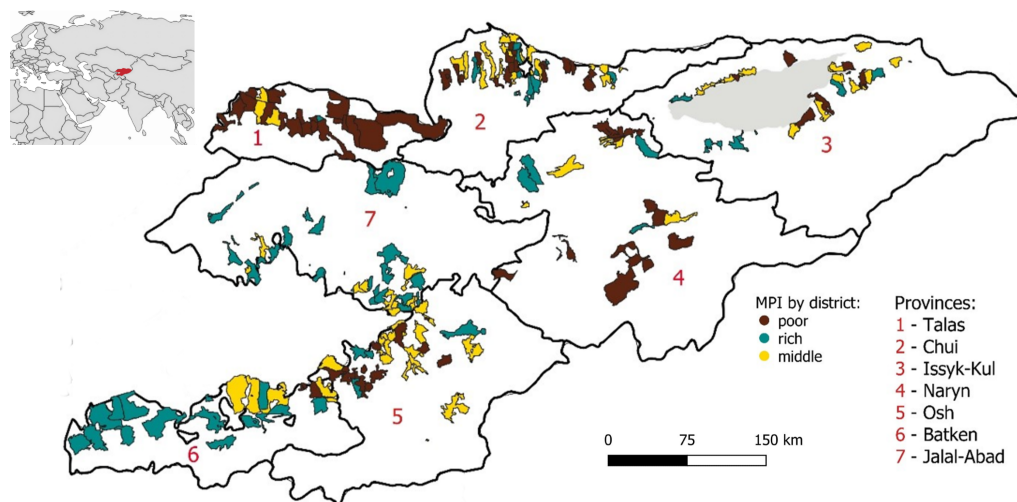 1
2
3
7
4
5
6
MPI by district:
poor
rich
middle
Provinces:
1 - Talas
2 - Chui
3 - Issyk-Kul
4 - Naryn
5 - Osh
6 - Batken
7 - Jalal-Abad
0 75 150 km